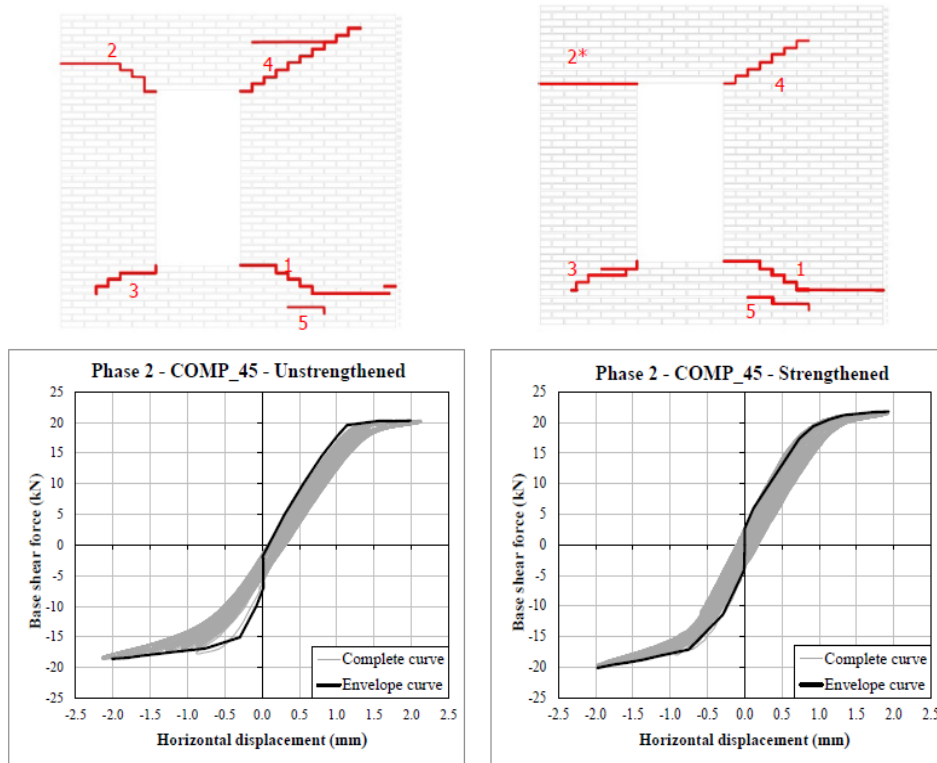 2
4
1
3
5
2*
4
3
1
5
Phase 2 - COMP_45 - Unstrengthened
25
20
15
10
5
0
-5
-10
-15
-20
-25
Base shear force (kN)
Complete curve
Envelope curve
-2.5 -2.0 -1.5 -1.0 -0.5 0.0 0.5 1.0 1.5 2.0 2.5
Horizontal displacement (mm)
Phase 2 - COMP_45 - Strengthened
25
20
15
10
5
0
-5
-10
-15
-20
-25
Base shear force (kN)
Complete curve
Envelope curve
-2.5 -2.0 -1.5 -1.0 -0.5 0.0 0.5 1.0 1.5 2.0 2.5
Horizontal displacement (mm)